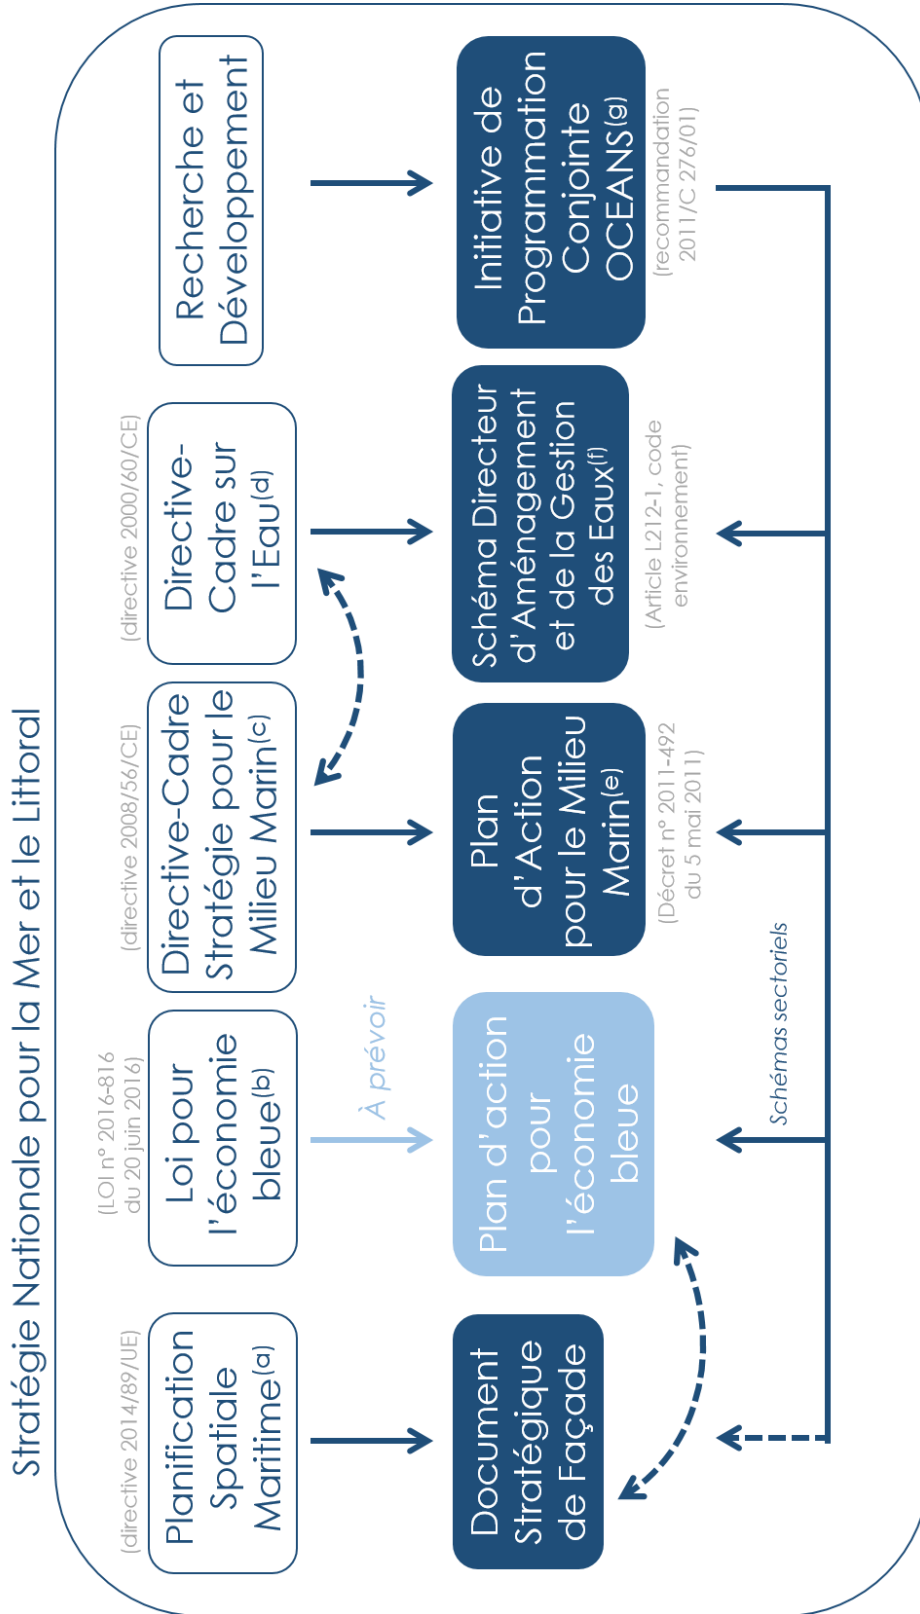 Stratégie Nationale pour la Mer et le Littoral
(directive 2014/89/UE)
Planification
Spatiale
Maritime(a)
(LOI n° 2016-816
du 20 juin 2016)
Loi pour
l'économie
bleue(b)
(directive 2008/56/CE)
Directive-Cadre
Stratégie pour le
Milieu Marin(c)
(directive 2000/60/CE)
Directive-
Cadre sur
l'Eau(d)
Recherche et
Développement
À prévoir
Document
Stratégique
de Façade
Plan d'action
pour
l'économie
bleue
Plan
d'Action
pour le Milieu
Marin(e)
(Décret n° 2011-492
du 5 mai 2011)
Schéma Directeur
d'Aménagement
et de la Gestion
des Eaux(f)
(Article L212-1, code
environnement)
Initiative de
Programmation
Conjointe
OCEANS(g)
(recommandation
2011/C 276/01)
Schémas sectoriels